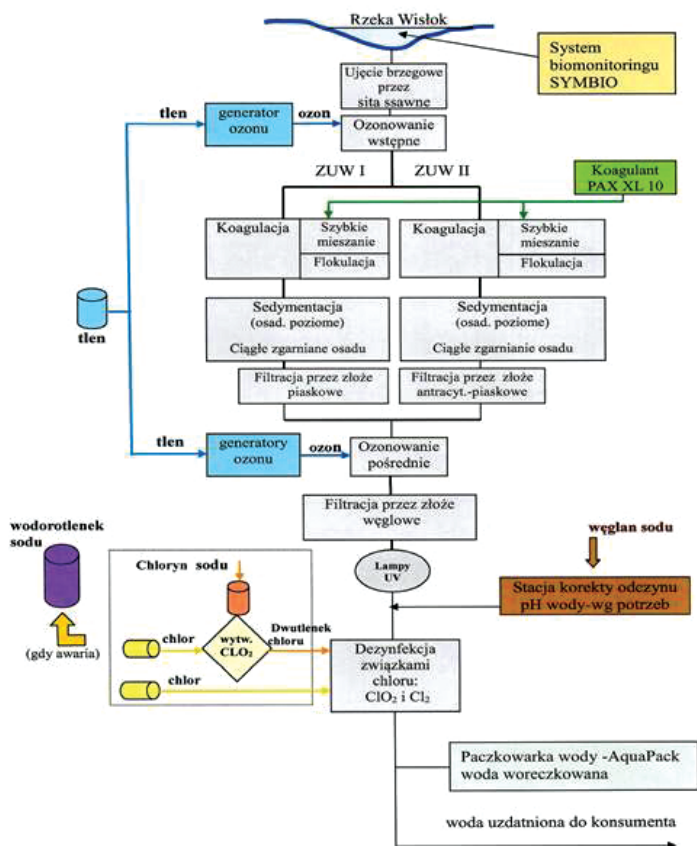 Rzeka Wisłok
System
biomonitoringu
SYMBIO
Ujęcie brzegowe
przez
sita ssawne
tlen
generator
ozonu
ozon
Ozonowanie
wstępne
ZUW I
ZUW II
Koagulant
PAX XL 10
Koagulacja
Szybkie
mieszanie
Flokulacja
Koagulacja
Szybkie
mieszanie
Flokulacja
tlen
Sedymentacja
(osad. poziome)
Ciągłe zgarnianie osadu
Sedymentacja
(osad. poziome)
Ciągłe zgarnianie osadu
Filtracja przez złoże
piaskowe
Filtracja przez złoże
antracyt.-piaskowe
tlen
generatory
ozonu
ozon
Ozonowanie
pośrednie
Filtracja przez złoże
węglowe
wodorotlenek
sodu
(gdy awaria)
Chloryn sodu
chlor
wytw.
CLO₂
Dwutlenek
chloru
chlor
Lampy
UV
węglan sodu
Stacja korekty odczynu
pH wody-wg potrzeb
Dezynfekcja
związkami
chloru:
ClO₂ i Cl₂
Paczkowarka wody -AquaPack
woda woreczkowana
woda uzdatniona do konsumenta